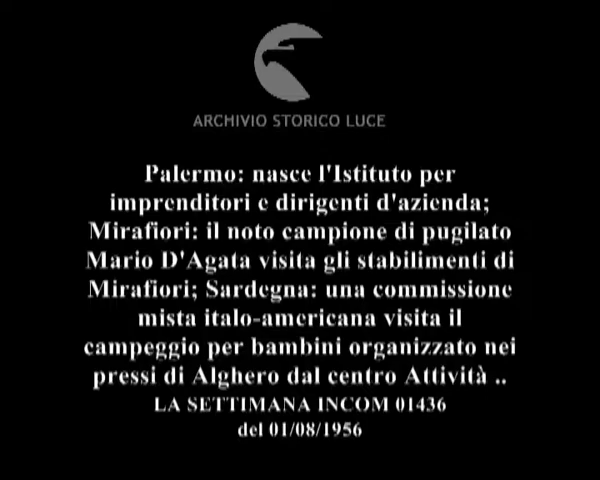 ARCHIVIO STORICO LUCE
Palermo: nasce l'Istituto per
imprenditori e dirigenti d'azienda;
Mirafiori: il noto campione di pugilato
Mario D'Agata visita gli stabilimenti di
Mirafiori; Sardegna: una commissione
mista italo-americana visita il
campeggio per bambini organizzato nei
pressi di Alghero dal centro Attività ..
LA SETTIMANA INCOM 01436
del 01/08/1956